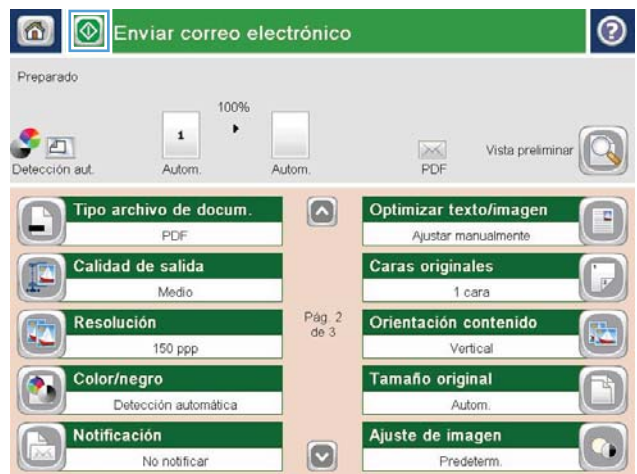 Enviar correo electrónico
?
Preparado
100%
1
Vista preliminar
Detección aut.
Autom.
Autom.
PDF
Tipo archivo de docum.
PDF
Optimizar texto/imagen
Ajustar manualmente
Calidad de salida
Medio
Caras originales
1 cara
Resolución
150 ppp
Pág. 2
de 3
Orientación contenido
Vertical
Color/negro
Detección automática
Tamaño original
Autom.
Notificación
No notificar
Ajuste de imagen
Predeterm.